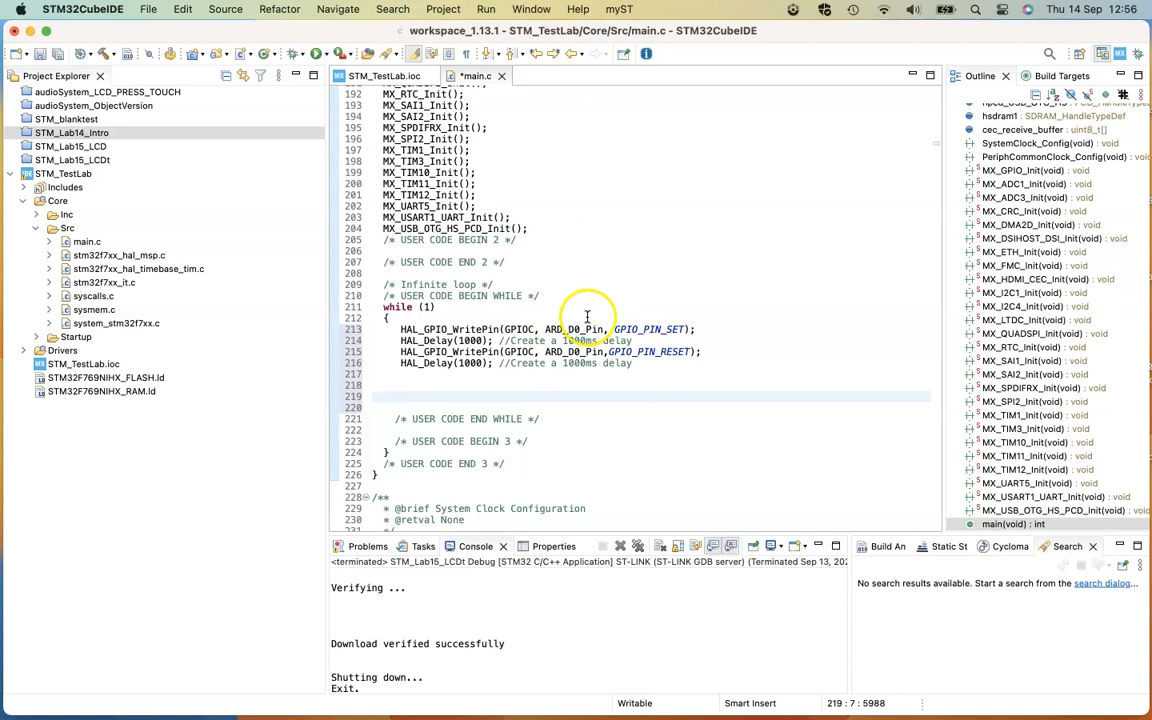 STM32CubeIDE File Edit Source Refactor Navigate Search Project Run Window Help myST Thu 14 Sep 12:56
workspace_1.13.1 - STM_TestLab/Core/Src/main.c - STM32CubeIDE
Project Explorer
audioSystem_LCD_PRESS_TOUCH
audioSystem_ObjectVersion
STM_blanktest
STM_Lab14_Intro
STM_Lab15_LCD
STM_Lab15_LCDt
STM_TestLab
Includes
Core
Inc
Src
main.c
stm32f7xx_hal_msp.c
stm32f7xx_hal_timebase_tim.c
stm32f7xx_it.c
syscalls.c
sysmem.c
system_stm32f7xx.c
Startup
Drivers
STM_TestLab.ioc
STM32F769NIHX_FLASH.ld
STM32F769NIHX_RAM.ld
STM_TestLab.ioc *main.c
192 MX_RTC_Init();
193 MX_SAI1_Init();
194 MX_SAI2_Init();
195 MX_SPDIFRX_Init();
196 MX_SPI2_Init();
197 MX_TIM1_Init();
198 MX_TIM3_Init();
199 MX_TIM10_Init();
200 MX_TIM11_Init();
201 MX_TIM12_Init();
202 MX_UART5_Init();
203 MX_USART1_UART_Init();
204 MX_USB_OTG_HS_PCD_Init();
205 /* USER CODE BEGIN 2 */
206
207 /* USER CODE END 2 */
208
209 /* Infinite loop */
210 /* USER CODE BEGIN WHILE */
211 while (1)
212 {
213 HAL_GPIO_WritePin(GPIOC, ARD_D0_Pin, GPIO_PIN_SET);
214 HAL_Delay(1000); //Create a 1000ms delay
215 HAL_GPIO_WritePin(GPIOC, ARD_D0_Pin,GPIO_PIN_RESET);
216 HAL_Delay(1000); //Create a 1000ms delay
217
218
219
220
221 /* USER CODE END WHILE */
222
223 /* USER CODE BEGIN 3 */
224 }
225 /* USER CODE END 3 */
226 }
227
228 /**
229 * @brief System Clock Configuration
230 * @retval None
Outline Build Targets
hsdram1 : SDRAM_HandleTypeDef
cec_receive_buffer : uint8_t[]
SystemClock_Config(void) : void
PeriphCommonClock_Config(void) : void
MX_GPIO_Init(void) : void
MX_ADC1_Init(void) : void
MX_ADC3_Init(void) : void
MX_CRC_Init(void) : void
MX_DMA2D_Init(void) : void
MX_DSIHOST_DSI_Init(void) : void
MX_ETH_Init(void) : void
MX_FMC_Init(void) : void
MX_HDMI_CEC_Init(void) : void
MX_I2C1_Init(void) : void
MX_I2C4_Init(void) : void
MX_LTDC_Init(void) : void
MX_QUADSPI_Init(void) : void
MX_RTC_Init(void) : void
MX_SAI1_Init(void) : void
MX_SAI2_Init(void) : void
MX_SPDIFRX_Init(void) : void
MX_SPI2_Init(void) : void
MX_TIM1_Init(void) : void
MX_TIM3_Init(void) : void
MX_TIM10_Init(void) : void
MX_TIM11_Init(void) : void
MX_TIM12_Init(void) : void
MX_UART5_Init(void) : void
MX_USART1_UART_Init(void) : void
MX_USB_OTG_HS_PCD_Init(void) : void
main(void) : int
Problems Tasks Console Properties
<terminated> STM_Lab15_LCDt Debug [STM32 C/C++ Application] ST-LINK (ST-LINK GDB server) (Terminated Sep 13, 202
Verifying ...
Download verified successfully
Shutting down...
Exit.
Build An Static St Cycloma Search
No search results available. Start a search from the search dialog...
Writable Smart Insert 219 : 7 : 5988